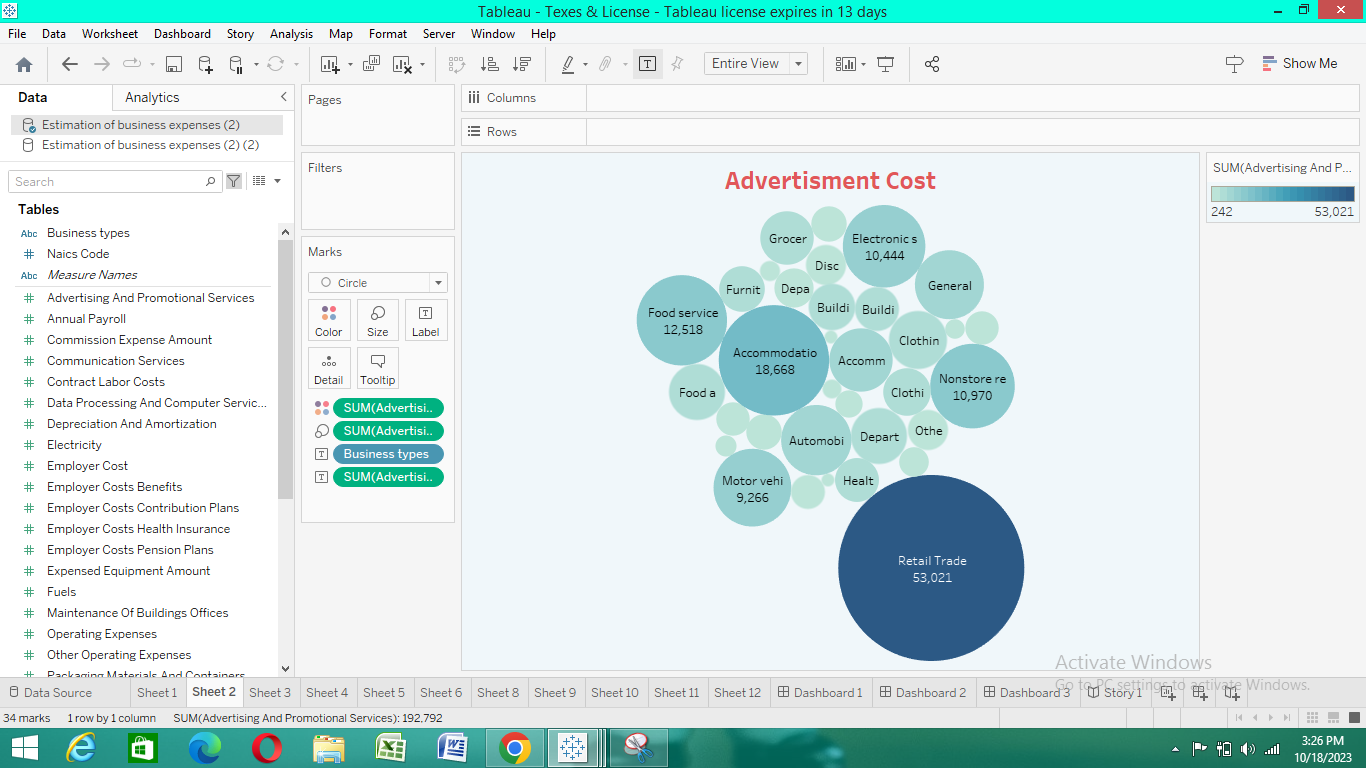 Tableau - Texes & License - Tableau license expires in 13 days
File Data Worksheet Dashboard Story Analysis Map Format Server Window Help
Entire View
Show Me
Data Analytics
Estimation of business expenses (2)
Estimation of business expenses (2) (2)
Search
Tables
Abc Business types
# Naics Code
Abc Measure Names
# Advertising And Promotional Services
# Annual Payroll
# Commission Expense Amount
# Communication Services
# Contract Labor Costs
# Data Processing And Computer Servic...
# Depreciation And Amortization
# Electricity
# Employer Cost
# Employer Costs Benefits
# Employer Costs Contribution Plans
# Employer Costs Health Insurance
# Employer Costs Pension Plans
# Expensed Equipment Amount
# Fuels
# Maintenance Of Buildings Offices
# Operating Expenses
# Other Operating Expenses
# Packaging Materials And Containers
Pages
Filters
Marks
Circle
Color Size Label
Detail Tooltip
SUM(Advertisi..
SUM(Advertisi..
Business types
SUM(Advertisi..
Columns
Rows
Advertisment Cost
Grocer
Electronic s
10,444
Disc
Furnit
Depa
General
Buildi
Buildi
Food service
12,518
Clothin
Accommodatio
18,668
Accomm
Nonstore re
10,970
Food a
Clothi
Othe
Automobi
Depart
Motor vehi
9,266
Healt
Retail Trade
53,021
SUM(Advertising And P...
242 53,021
Activate Windows
Go to PC settings to activate Windows.
Data Source Sheet 1 Sheet 2 Sheet 3 Sheet 4 Sheet 5 Sheet 6 Sheet 8 Sheet 9 Sheet 10 Sheet 11 Sheet 12 Dashboard 1 Dashboard 2 Dashboard 3 Story 1
34 marks 1 row by 1 column SUM(Advertising And Promotional Services): 192,792
3:26 PM
10/18/2023